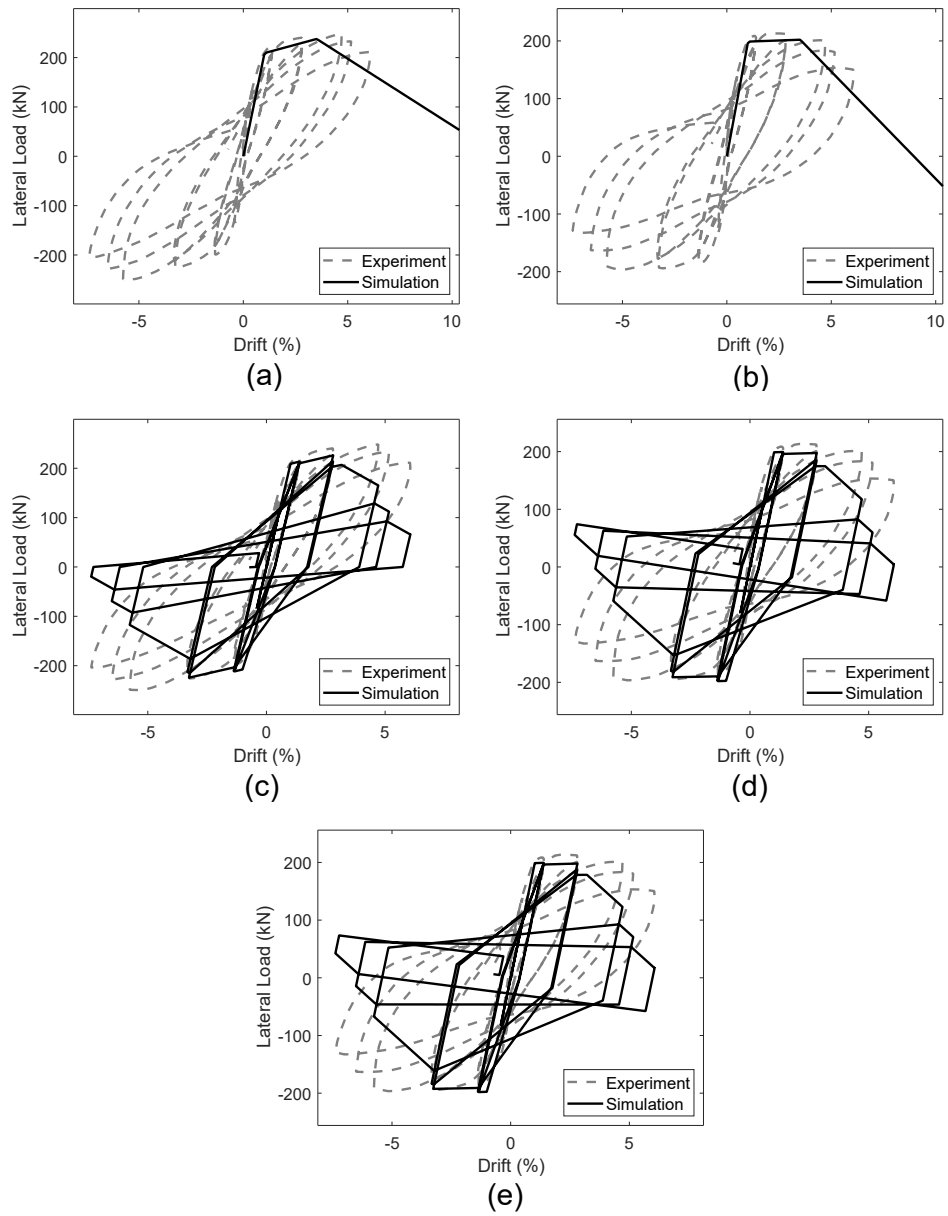 200
100
0
-100
-200
Lateral Load (kN)
-5 0 5 10
Drift (%)
Experiment
Simulation
(a)
200
100
0
-100
-200
Lateral Load (kN)
-5 0 5 10
Drift (%)
Experiment
Simulation
(b)
200
100
0
-100
-200
Lateral Load (kN)
-5 0 5
Drift (%)
Experiment
Simulation
(c)
200
100
0
-100
-200
Lateral Load (kN)
-5 0 5
Drift (%)
Experiment
Simulation
(d)
200
100
0
-100
-200
Lateral Load (kN)
-5 0 5
Drift (%)
Experiment
Simulation
(e)